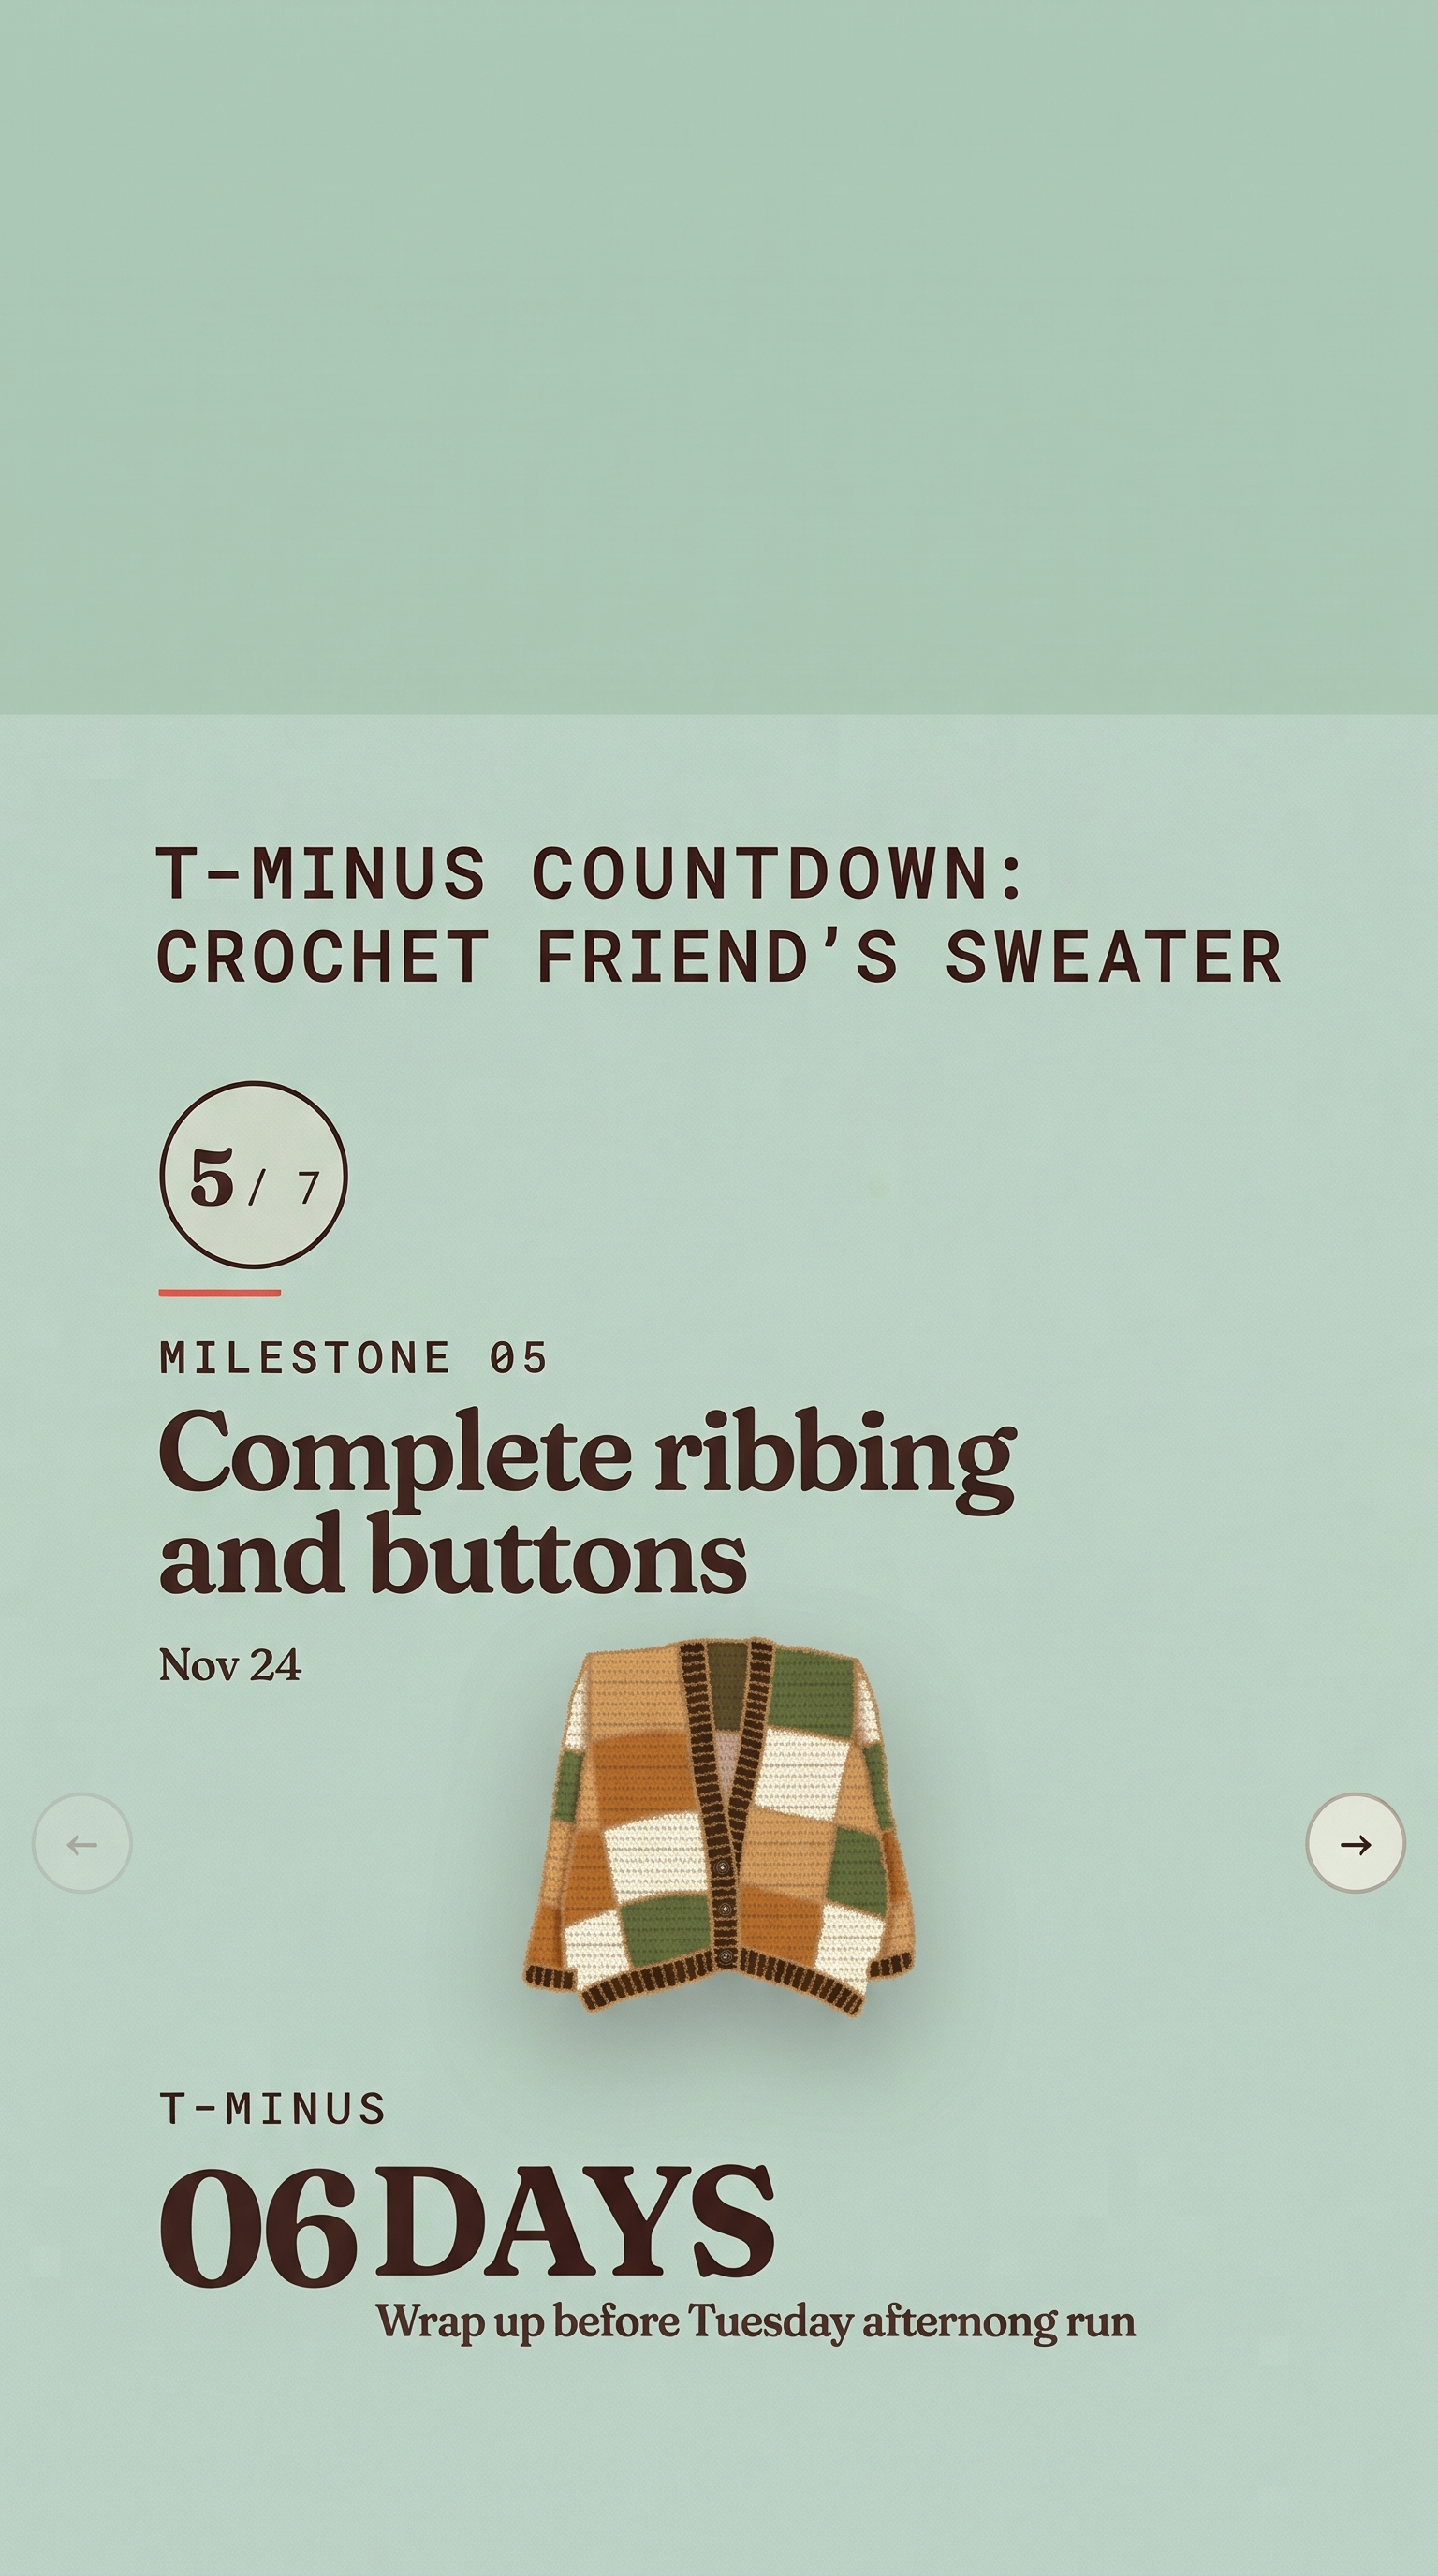 T-MINUS COUNTDOWN:
CROCHET FRIEND’S SWEATER
5 / 7
MILESTONE 05
Complete ribbing
and buttons
Nov 24
←
→
T-MINUS
06 DAYS
Wrap up before Tuesday afternong run